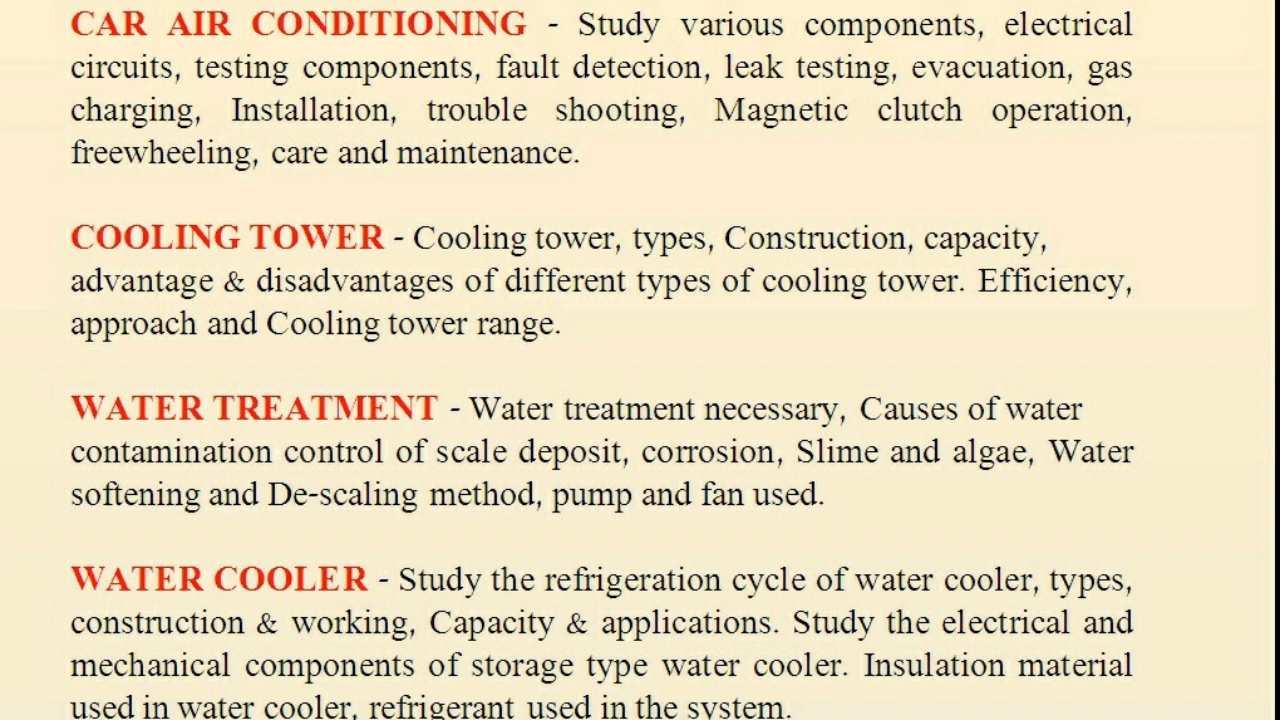 CAR AIR CONDITIONING - Study various components, electrical
circuits, testing components, fault detection, leak testing, evacuation, gas
charging, Installation, trouble shooting, Magnetic clutch operation,
freewheeling, care and maintenance.
COOLING TOWER - Cooling tower, types, Construction, capacity,
advantage & disadvantages of different types of cooling tower. Efficiency,
approach and Cooling tower range.
WATER TREATMENT - Water treatment necessary, Causes of water
contamination control of scale deposit, corrosion, Slime and algae, Water
softening and De-scaling method, pump and fan used.
WATER COOLER - Study the refrigeration cycle of water cooler, types,
construction & working, Capacity & applications. Study the electrical and
mechanical components of storage type water cooler. Insulation material
used in water cooler, refrigerant used in the system.